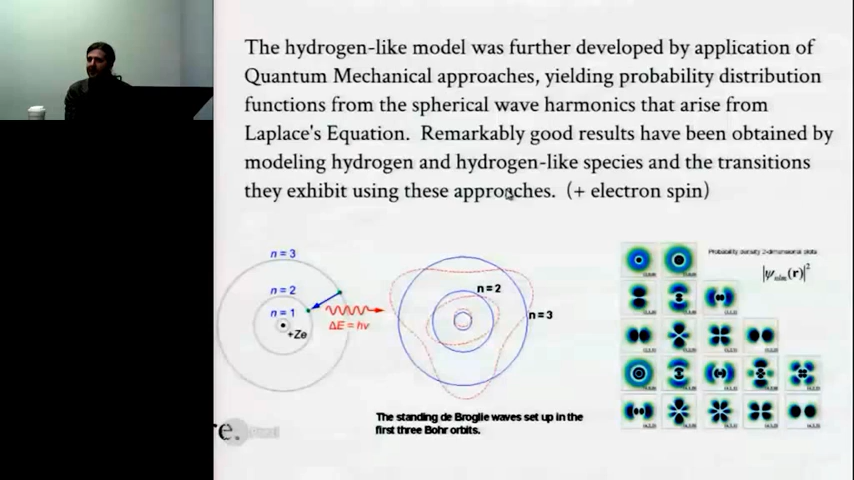 The hydrogen-like model was further developed by application of
Quantum Mechanical approaches, yielding probability distribution
functions from the spherical wave harmonics that arise from
Laplace's Equation.  Remarkably good results have been obtained by
modeling hydrogen and hydrogen-like species and the transitions
they exhibit using these approaches.  (+ electron spin)
n = 3
n = 2
n = 1
+Ze
ΔE = hν
n = 2
n = 3
The standing de Broglie waves set up in the
first three Bohr orbits.
Probability density 2-dimensional plots
|ψnlm(r)|²
re.